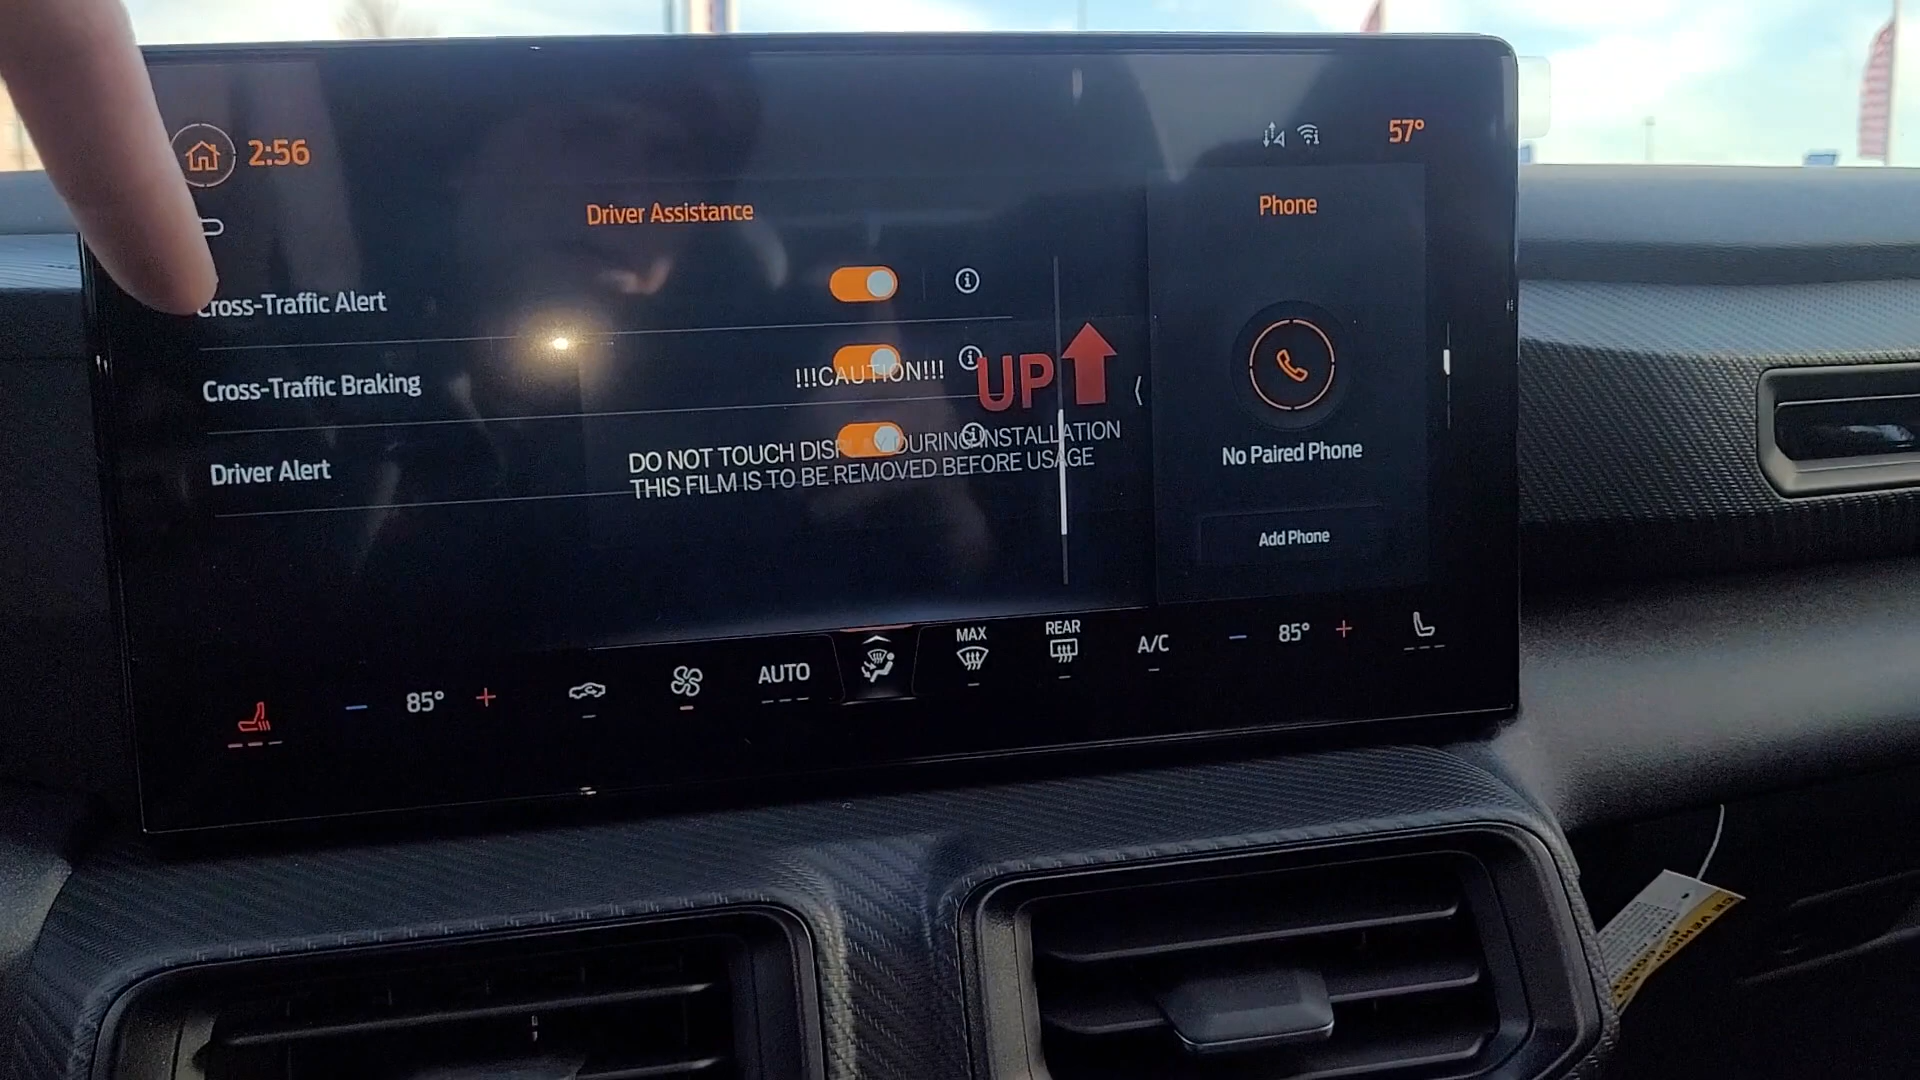 2:56
57°
Driver Assistance
Phone
Cross-Traffic Alert
Cross-Traffic Braking
!!!CAUTION!!!
UP
Driver Alert
DO NOT TOUCH DISPLAY DURING INSTALLATION
THIS FILM IS TO BE REMOVED BEFORE USAGE
No Paired Phone
Add Phone
85°
AUTO
MAX
REAR
A/C
85°